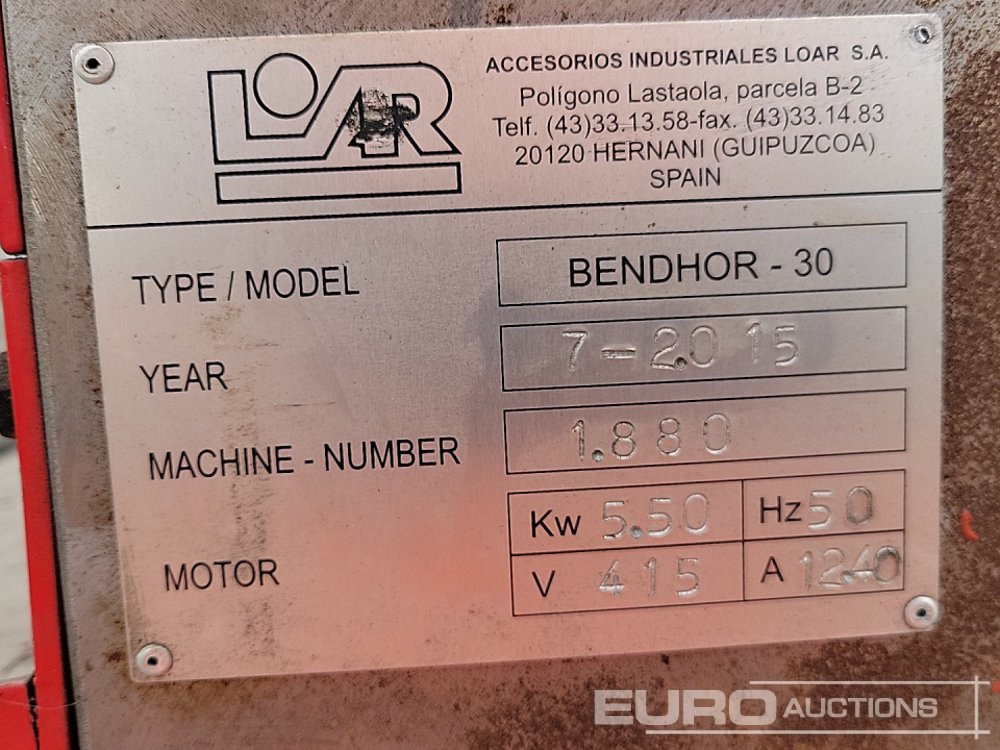 LOAR
ACCESORIOS INDUSTRIALES LOAR S.A.
Polígono Lastaola, parcela B-2
Telf. (43)33.13.58-fax. (43)33.14.83
20120 HERNANI (GUIPUZCOA)
SPAIN
TYPE / MODEL BENDHOR - 30
YEAR 7-2.015
MACHINE - NUMBER 1.880
MOTOR
Kw 5.50 Hz 50
V 415 A 12.40
EURO AUCTIONS